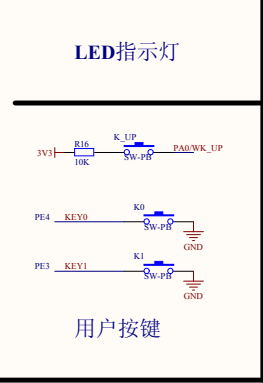 LED指示灯
K_UP
R16
3V3
PA0/WK_UP
10K
SW-PB
K0
PE4
KEY0
SW-PB
GND
K1
PE3
KEY1
SW-PB
GND
用户按键